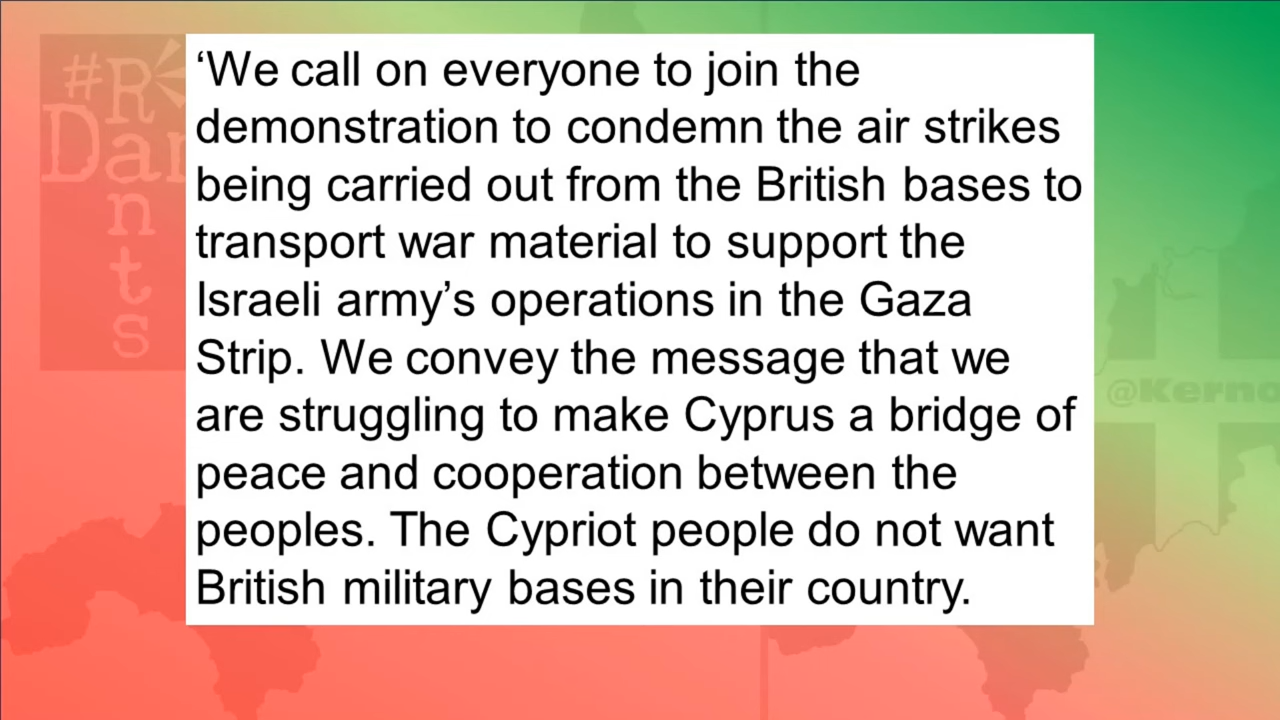 #R
Dar
n
t
s
‘We call on everyone to join the
demonstration to condemn the air strikes
being carried out from the British bases to
transport war material to support the
Israeli army’s operations in the Gaza
Strip. We convey the message that we
are struggling to make Cyprus a bridge of
peace and cooperation between the
peoples. The Cypriot people do not want
British military bases in their country.
@Kerno